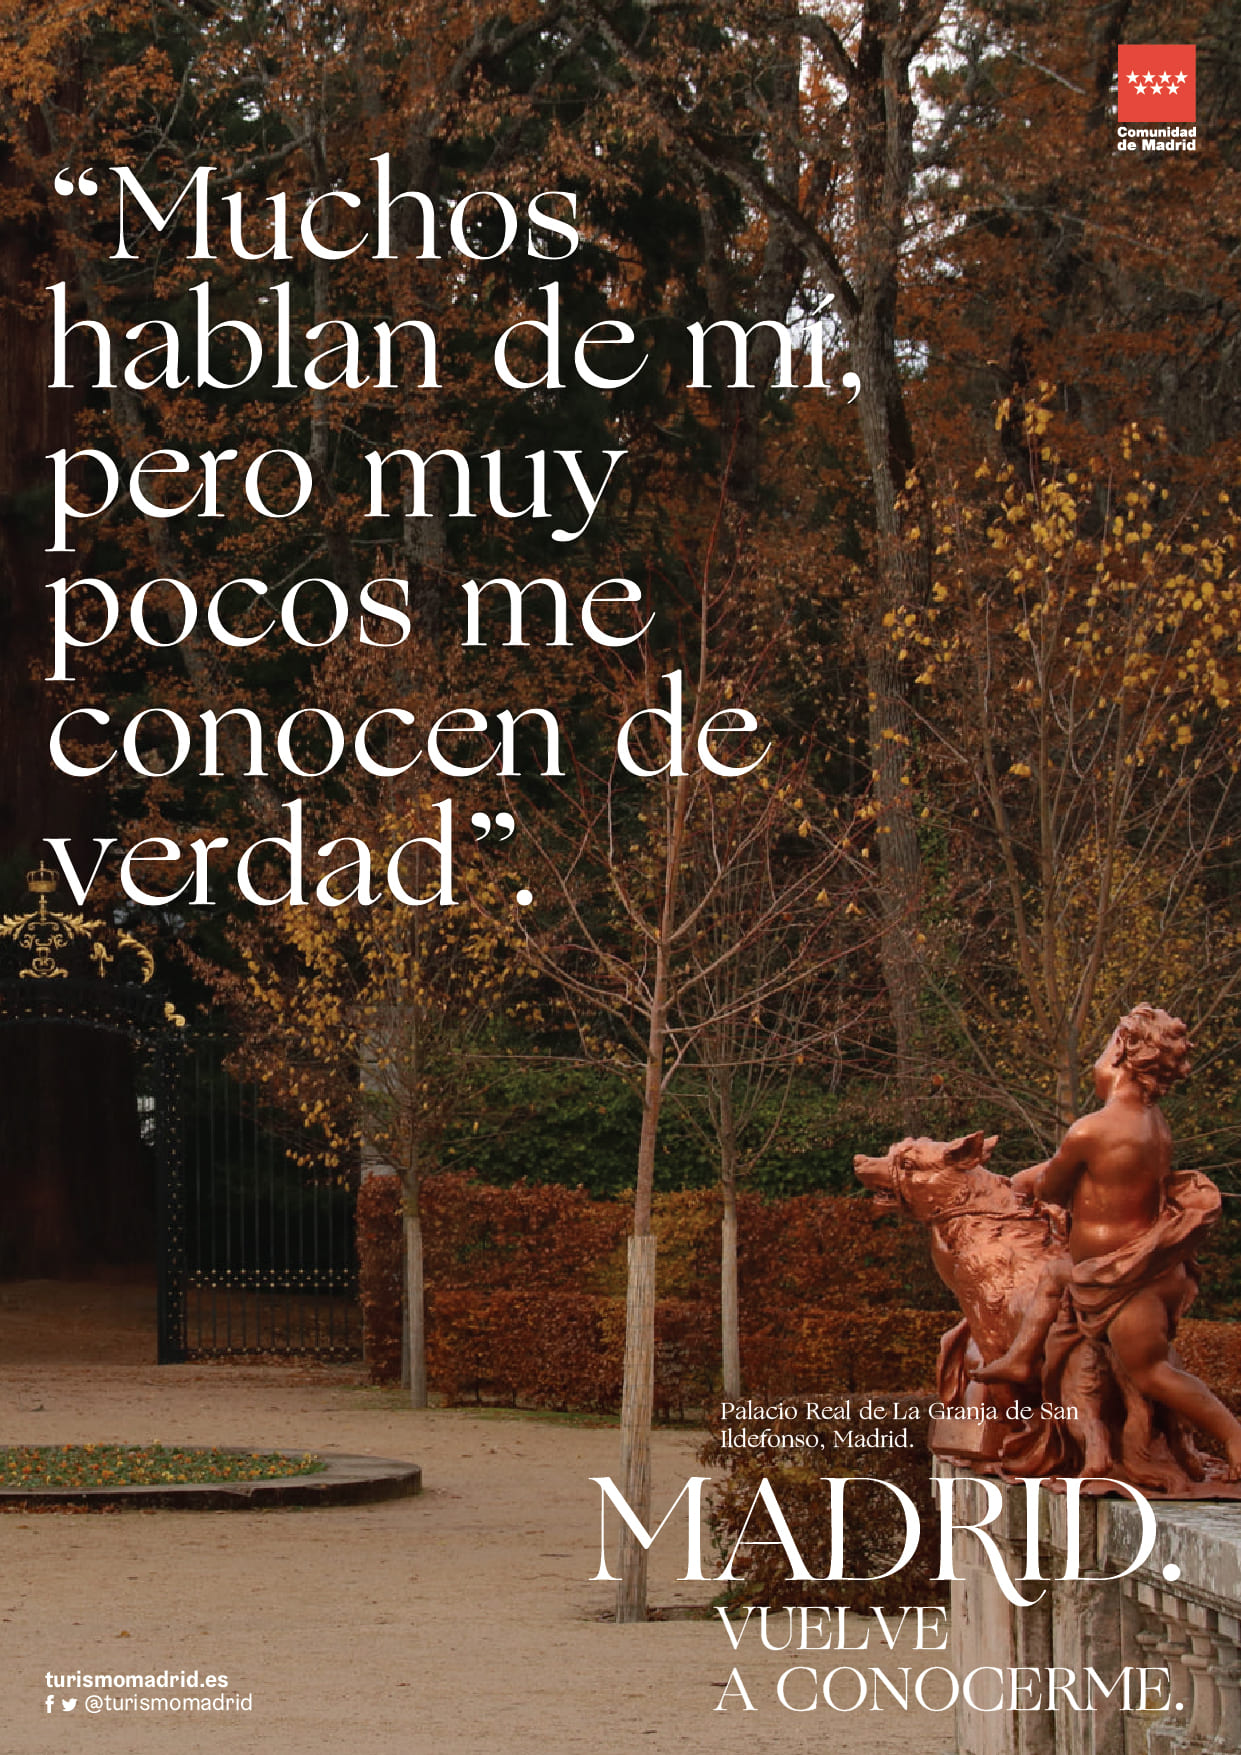 Comunidad
de Madrid
“Muchos
hablan de mí,
pero muy
pocos me
conocen de
verdad”.
Palacio Real de La Granja de San
Ildefonso, Madrid.
MADRID.
VUELVE
A CONOCERME.
turismomadrid.es
@turismomadrid